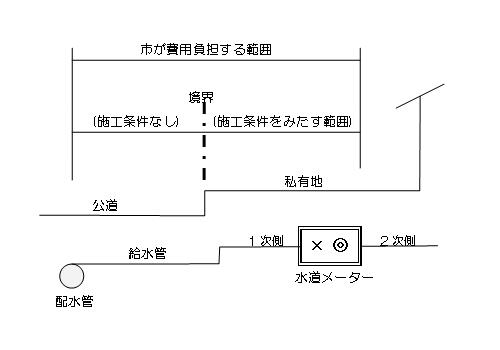 市が費用負担する範囲
境界
(施工条件なし)
(施工条件をみたす範囲)
私有地
公道
給水管
1次側
2次側
水道メーター
配水管